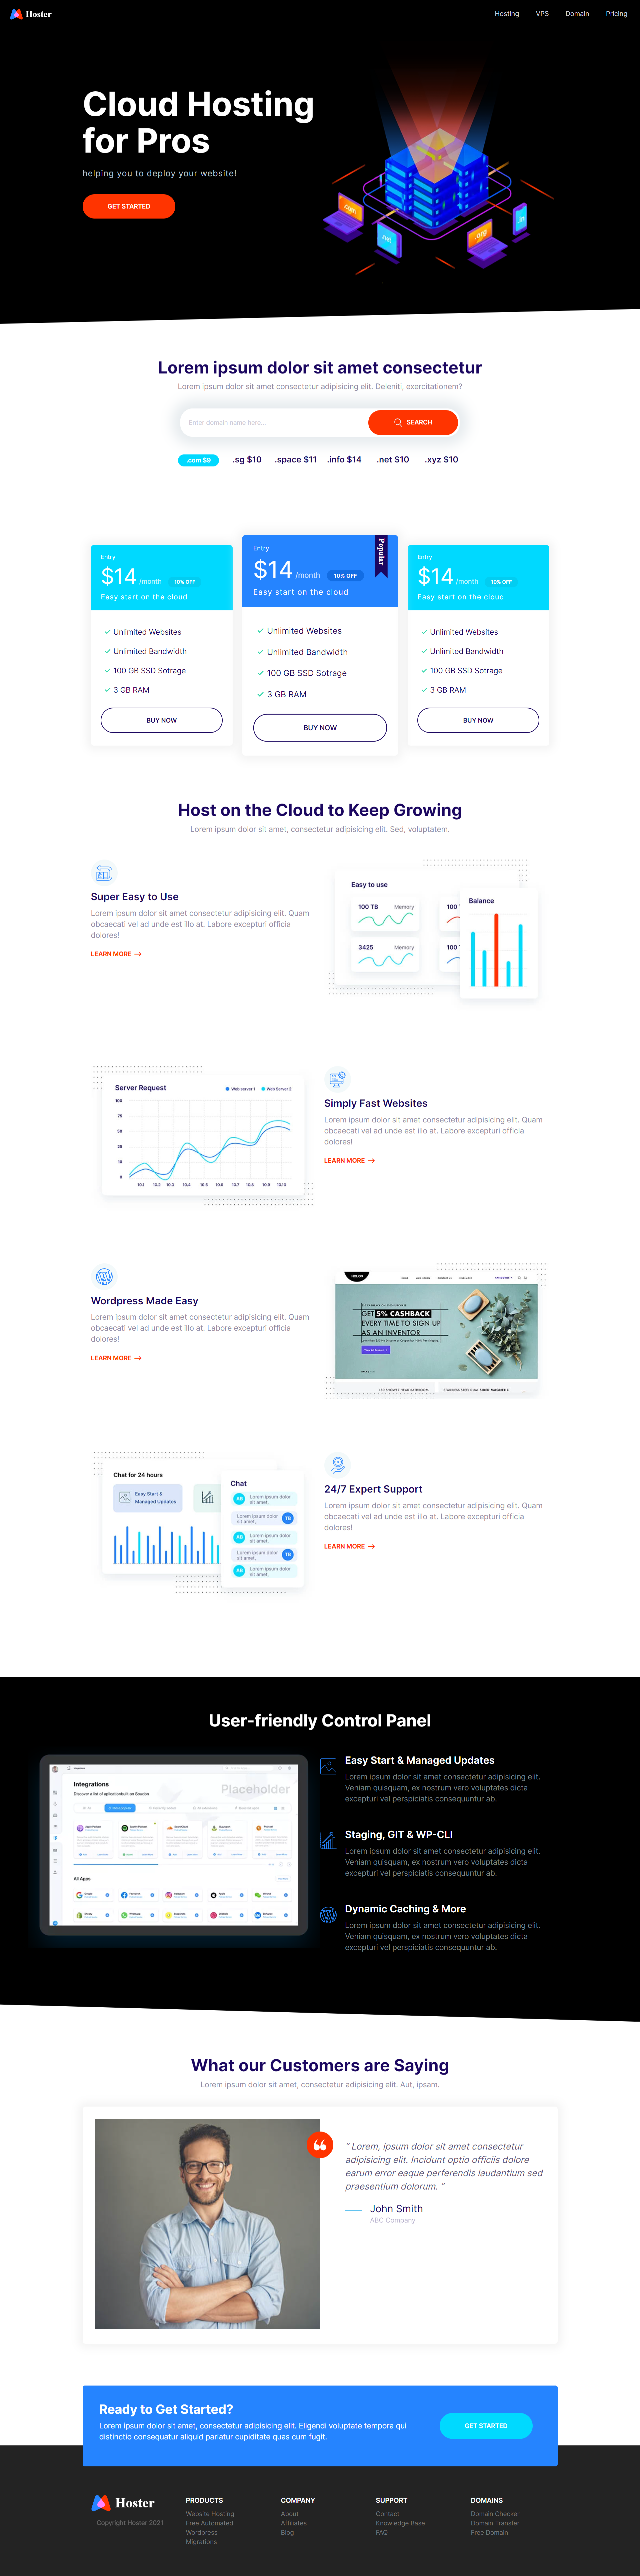 Hoster
Hosting
VPS
Domain
Pricing
Cloud Hosting
for Pros
helping you to deploy your website!
GET STARTED
.com
.net
.org
.in
Lorem ipsum dolor sit amet consectetur
Lorem ipsum dolor sit amet consectetur adipisicing elit. Deleniti, exercitationem?
Enter domain name here...
SEARCH
.com $9
.sg $10
.space $11
.info $14
.net $10
.xyz $10
Entry
$14 /month
10% OFF
Easy start on the cloud
Unlimited Websites
Unlimited Bandwidth
100 GB SSD Sotrage
3 GB RAM
BUY NOW
Popular
Entry
$14 /month
10% OFF
Easy start on the cloud
Unlimited Websites
Unlimited Bandwidth
100 GB SSD Sotrage
3 GB RAM
BUY NOW
Entry
$14 /month
10% OFF
Easy start on the cloud
Unlimited Websites
Unlimited Bandwidth
100 GB SSD Sotrage
3 GB RAM
BUY NOW
Host on the Cloud to Keep Growing
Lorem ipsum dolor sit amet, consectetur adipisicing elit. Sed, voluptatem.
Super Easy to Use
Lorem ipsum dolor sit amet consectetur adipisicing elit. Quam
obcaecati vel ad unde est illo at. Labore excepturi officia
dolores!
LEARN MORE
Easy to use
100 TB
Memory
100
3425
Memory
100
Balance
Server Request
Web server 1
Web Server 2
100
75
50
25
10
0
10.1 10.2 10.3 10.4 10.5 10.6 10.7 10.8 10.9 10.10
Simply Fast Websites
Lorem ipsum dolor sit amet consectetur adipisicing elit. Quam
obcaecati vel ad unde est illo at. Labore excepturi officia
dolores!
LEARN MORE
Wordpress Made Easy
Lorem ipsum dolor sit amet consectetur adipisicing elit. Quam
obcaecati vel ad unde est illo at. Labore excepturi officia
dolores!
LEARN MORE
GET 5% CASHBACK
EVERY TIME TO SIGN UP
AS AN INVENTOR
LED SHOWER HEAD BATHROOM
STAINLESS STEEL DUAL SIDED MAGNETIC
Chat for 24 hours
Easy Start &
Managed Updates
Chat
AB
Lorem ipsum dolor
sit amet,
Lorem ipsum dolor
sit amet,
TB
AB
Lorem ipsum dolor
sit amet,
Lorem ipsum dolor
sit amet,
TB
AB
Lorem ipsum dolor
sit amet,
24/7 Expert Support
Lorem ipsum dolor sit amet consectetur adipisicing elit. Quam
obcaecati vel ad unde est illo at. Labore excepturi officia
dolores!
LEARN MORE
User-friendly Control Panel
Integrations
Placeholder
All Apps
Google
Facebook
Instagram
Easy Start & Managed Updates
Lorem ipsum dolor sit amet consectetur adipisicing elit.
Veniam quisquam, ex nostrum vero voluptates dicta
excepturi vel perspiciatis consequuntur ab.
Staging, GIT & WP-CLI
Lorem ipsum dolor sit amet consectetur adipisicing elit.
Veniam quisquam, ex nostrum vero voluptates dicta
excepturi vel perspiciatis consequuntur ab.
Dynamic Caching & More
Lorem ipsum dolor sit amet consectetur adipisicing elit.
Veniam quisquam, ex nostrum vero voluptates dicta
excepturi vel perspiciatis consequuntur ab.
What our Customers are Saying
Lorem ipsum dolor sit amet, consectetur adipisicing elit. Aut, ipsam.
“ Lorem, ipsum dolor sit amet consectetur
adipisicing elit. Incidunt optio officiis dolore
earum error eaque perferendis laudantium sed
praesentium dolorum. ”
John Smith
ABC Company
Ready to Get Started?
Lorem ipsum dolor sit amet, consectetur adipisicing elit. Eligendi voluptate tempora qui
distinctio consequatur aliquid pariatur cupiditate quas cum fugit.
GET STARTED
Hoster
Copyright Hoster 2021
PRODUCTS
Website Hosting
Free Automated
Wordpress
Migrations
COMPANY
About
Affiliates
Blog
SUPPORT
Contact
Knowledge Base
FAQ
DOMAINS
Domain Checker
Domain Transfer
Free Domain